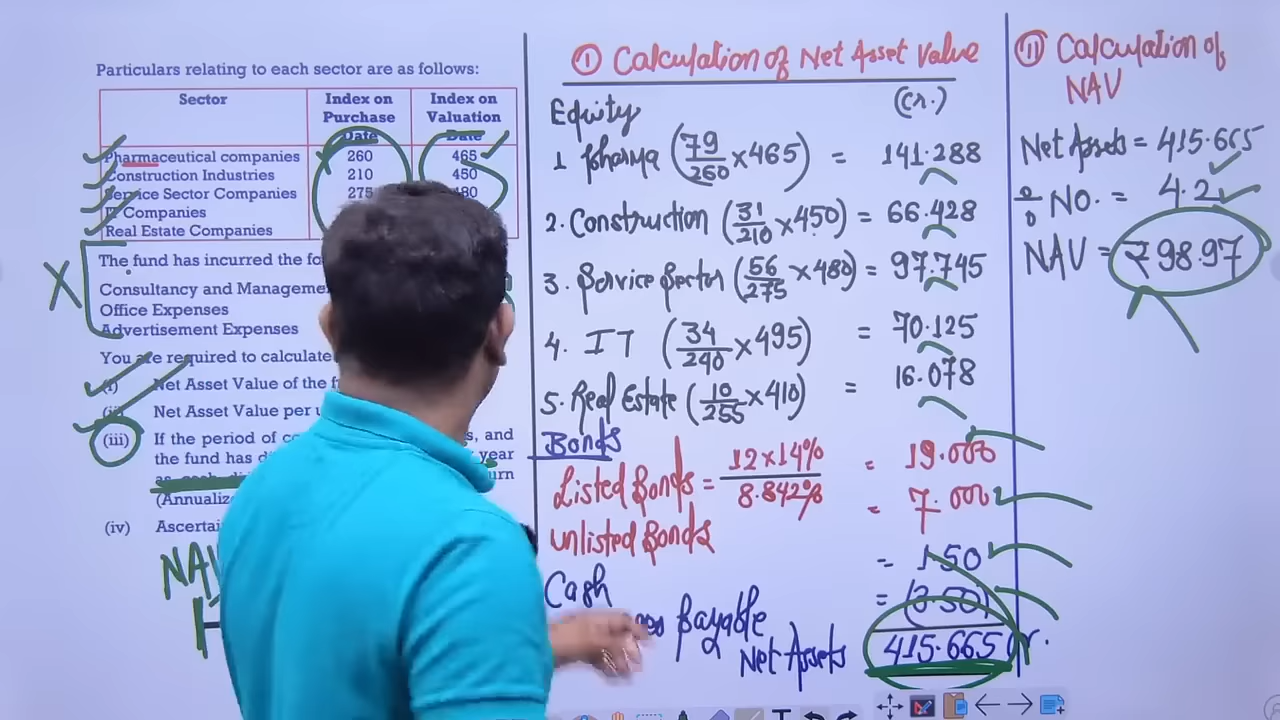 Particulars relating to each sector are as follows:
Sector Index on Purchase Date Index on Valuation Date
Pharmaceutical companies 260 465
Construction Industries 210 450
Service Sector Companies 275 480
IT Companies
Real Estate Companies
The fund has incurred the
Consultancy and
Office Expenses
Advertisement Expenses
You are required to calculate
(i) Net Asset Value of the
Net Asset Value per
(iii) If the period of
and
the fund has
year
as cash
(Annualiz
(iv)
X
NAV
① Calculation of Net Asset Value
(cr.)
Equity
1 Pharma (79/260 ×465) = 141.288
2. Construction (31/210 ×450) = 66.428
3. Service Sector (56/275 ×480) = 97.745
4. IT (34/240 ×495) = 70.125
5. Real Estate (10/255 ×410) = 16.078
Bonds
Listed Bonds = 12×14%/8.842% = 19.000
Unlisted Bonds = 7.000
Cash = 1.50
Payable = (3.50)
Net Assets 415.665 Cr.
② Calculation of
NAV
Net Assets = 415.665
÷ NO. = 4.2
NAV = ₹98.97